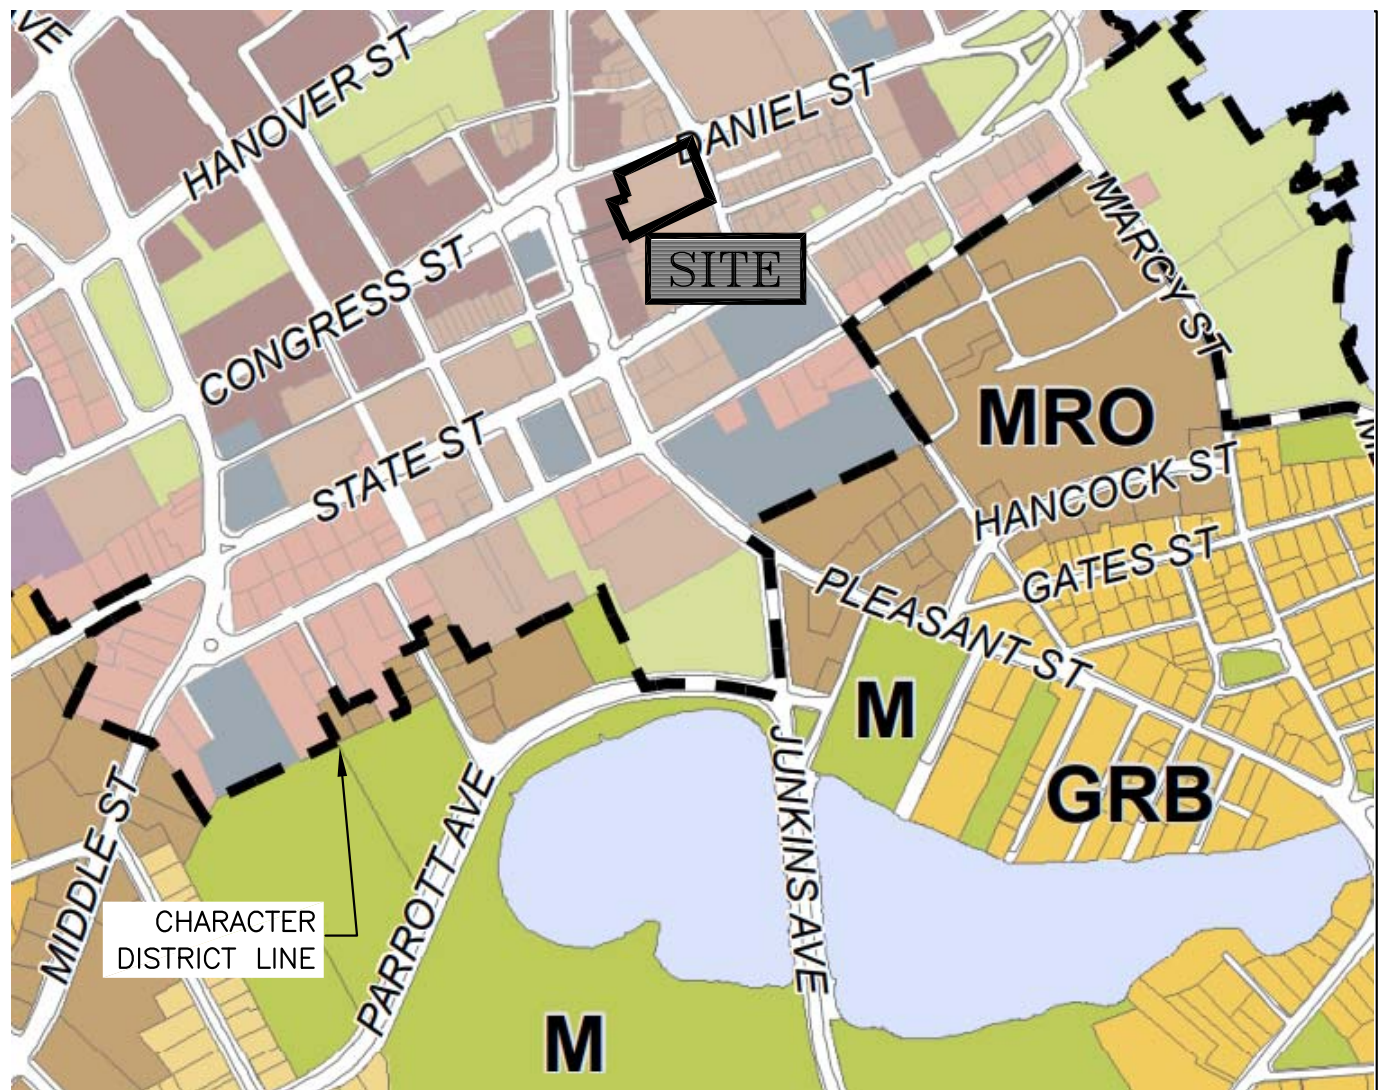 VE
HANOVER ST
DANIEL ST
MARCY ST
SITE
CONGRESS ST
STATE ST
MRO
HANCOCK ST
GATES ST
PLEASANT ST
M
GRB
JUNKINS AVE
MIDDLE ST
PARROTT AVE
CHARACTER
DISTRICT LINE
M